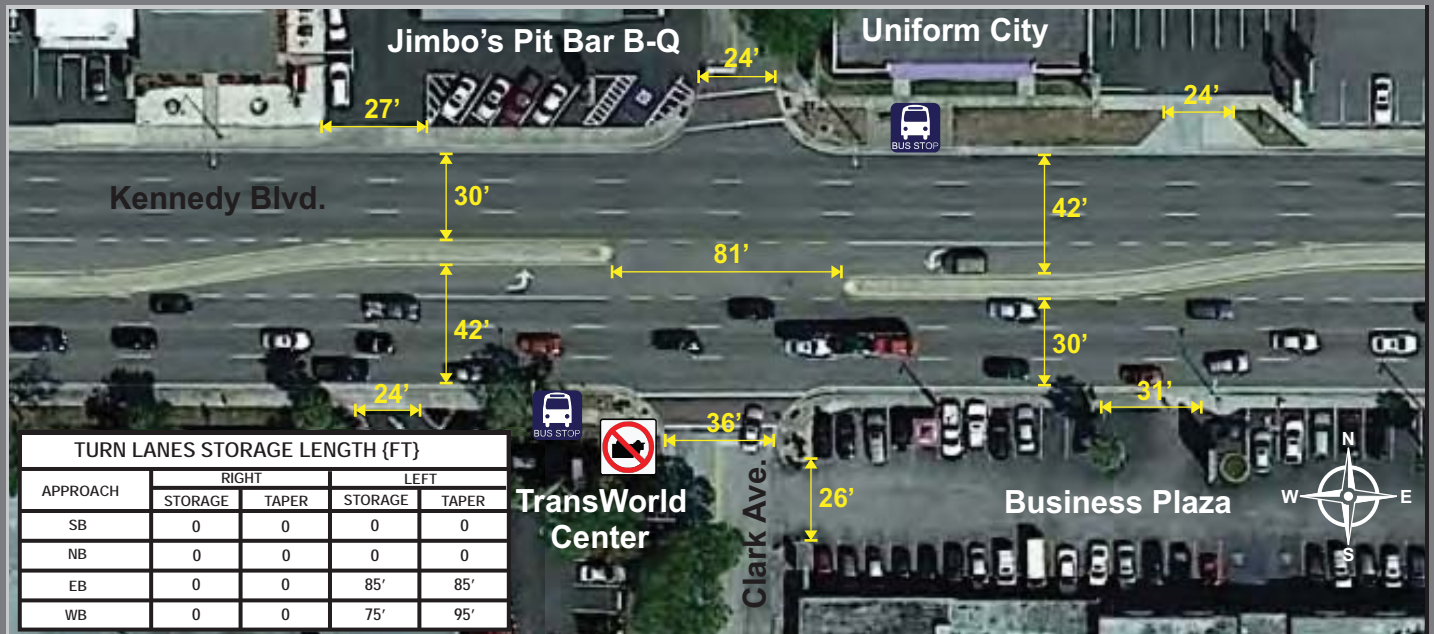 Jimbo's Pit Bar B-Q
Uniform City
24'
27'
24'
BUS STOP
Kennedy Blvd.
30'
42'
81'
42'
30'
24'
31'
BUS STOP
36'
TURN LANES STORAGE LENGTH {FT}
APPROACH RIGHT LEFT
STORAGE TAPER STORAGE TAPER
SB 0 0 0 0
NB 0 0 0 0
EB 0 0 85' 85'
WB 0 0 75' 95'
TransWorld
Center
Clark Ave.
26'
Business Plaza
N
W E
S